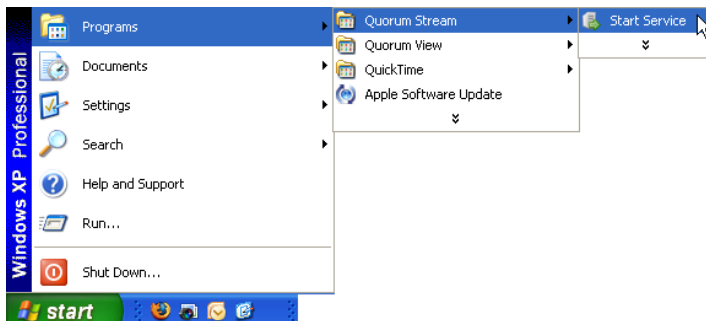 Windows XP Professional
Programs
Documents
Settings
Search
Help and Support
Run...
Shut Down...
start
Quorum Stream
Quorum View
QuickTime
Apple Software Update
Start Service